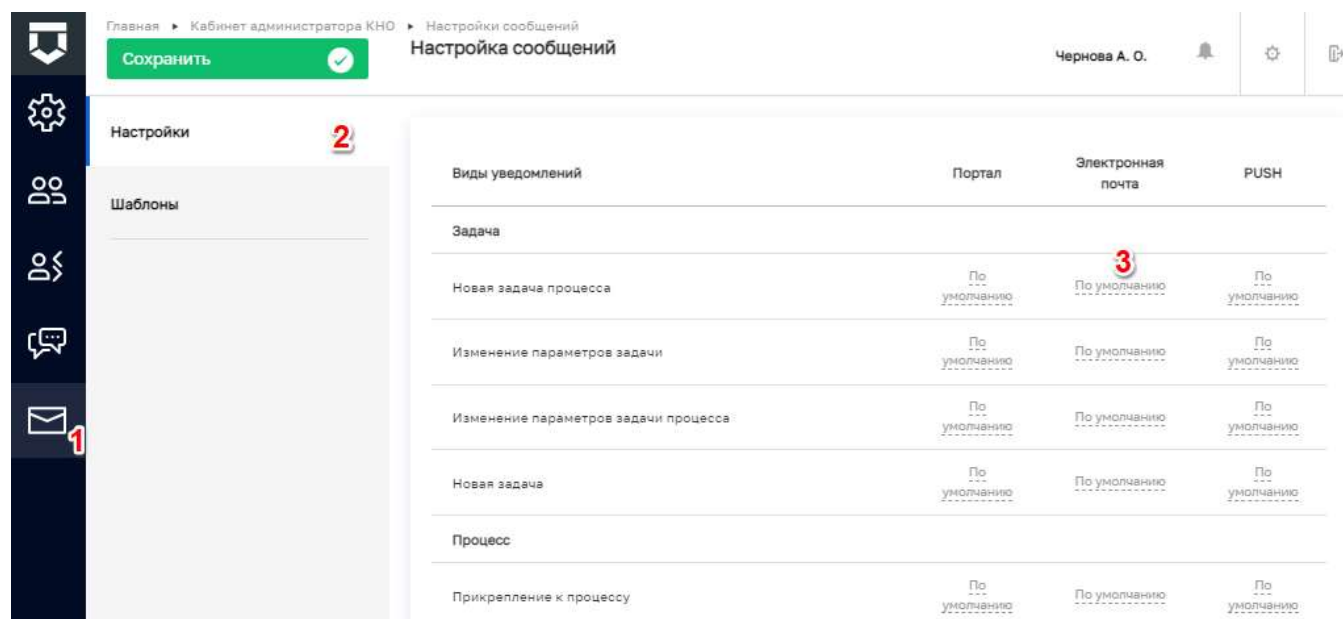 Главная ▸ Кабинет администратора КНО ▸ Настройки сообщений
Сохранить
Настройка сообщений
Чернова А. О.
Настройки
2
Шаблоны
1
Виды уведомлений
Портал
Электронная
почта
PUSH
Задача
3
Новая задача процесса
По
умолчанию
По умолчанию
По
умолчанию
Изменение параметров задачи
По
умолчанию
По умолчанию
По
умолчанию
Изменение параметров задачи процесса
По
умолчанию
По умолчанию
По
умолчанию
Новая задача
По
умолчанию
По умолчанию
По
умолчанию
Процесс
Прикрепление к процессу
По
умолчанию
По умолчанию
По
умолчанию